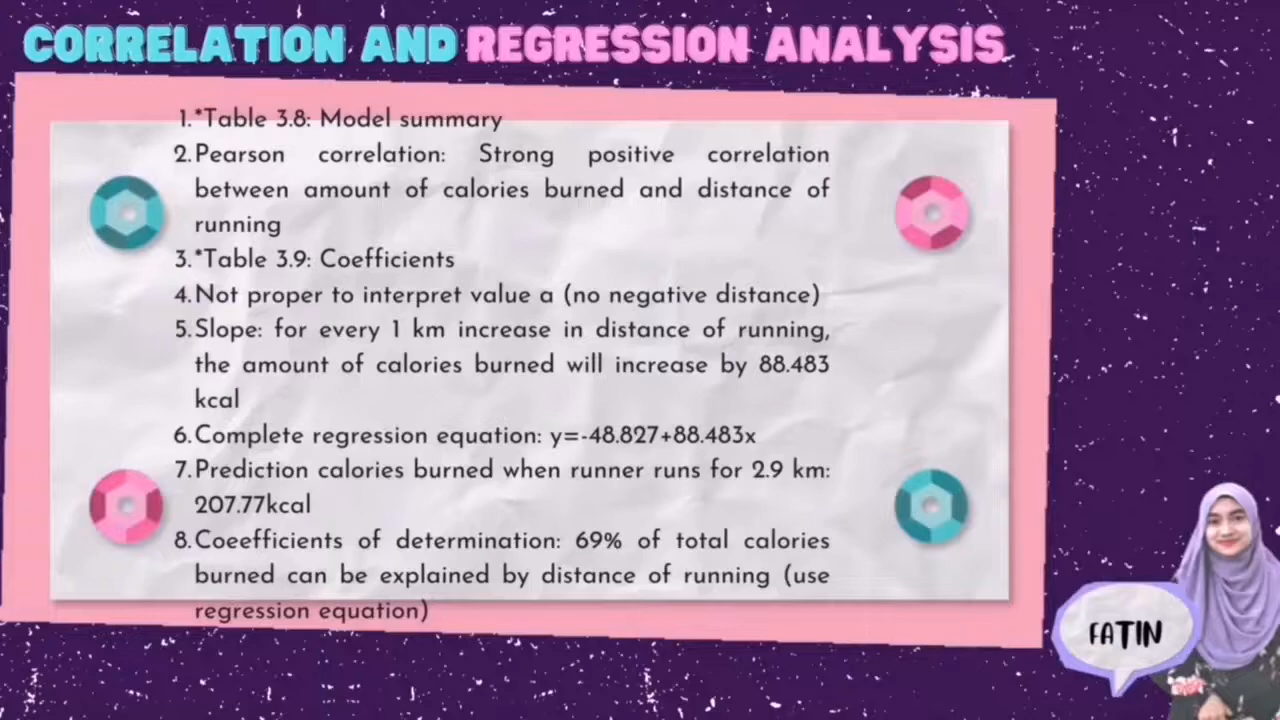 CORRELATION AND REGRESSION ANALYSIS
1.*Table 3.8: Model summary
2.Pearson correlation: Strong positive correlation
between amount of calories burned and distance of
running
3.*Table 3.9: Coefficients
4.Not proper to interpret value a (no negative distance)
5.Slope: for every 1 km increase in distance of running,
the amount of calories burned will increase by 88.483
kcal
6.Complete regression equation: y=-48.827+88.483x
7.Prediction calories burned when runner runs for 2.9 km:
207.77kcal
8.Coeefficients of determination: 69% of total calories
burned can be explained by distance of running (use
regression equation)
FATIN